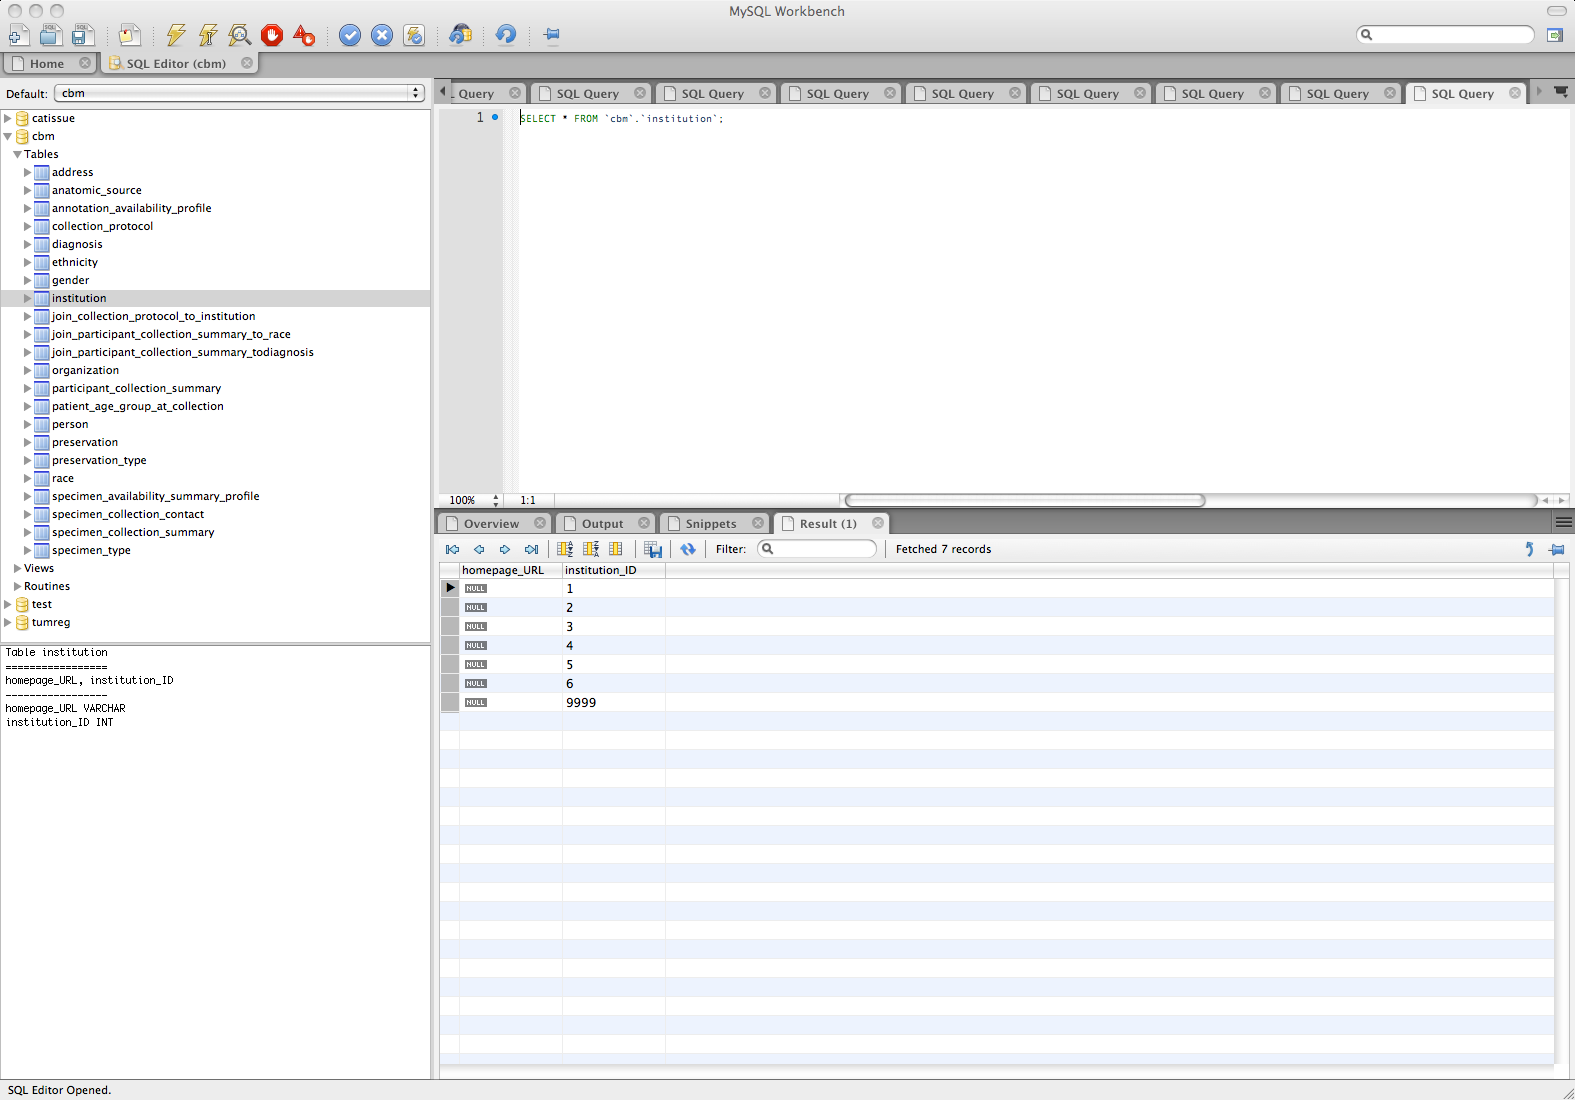 MySQL Workbench
Home
SQL Editor (cbm)
Default: cbm
catissue
cbm
Tables
address
anatomic_source
annotation_availability_profile
collection_protocol
diagnosis
ethnicity
gender
institution
join_collection_protocol_to_institution
join_participant_collection_summary_to_race
join_participant_collection_summary_todiagnosis
organization
participant_collection_summary
patient_age_group_at_collection
person
preservation
preservation_type
race
specimen_availability_summary_profile
specimen_collection_contact
specimen_collection_summary
specimen_type
Views
Routines
test
tumreg
Table institution
=================
homepage_URL, institution_ID
-----------------
homepage_URL VARCHAR
institution_ID INT
Query SQL Query SQL Query SQL Query SQL Query SQL Query SQL Query SQL Query SQL Query
1 SELECT * FROM `cbm`.`institution`;
100% 1:1
Overview Output Snippets Result (1)
Filter: Fetched 7 records
homepage_URL institution_ID
NULL 1
NULL 2
NULL 3
NULL 4
NULL 5
NULL 6
NULL 9999
SQL Editor Opened.